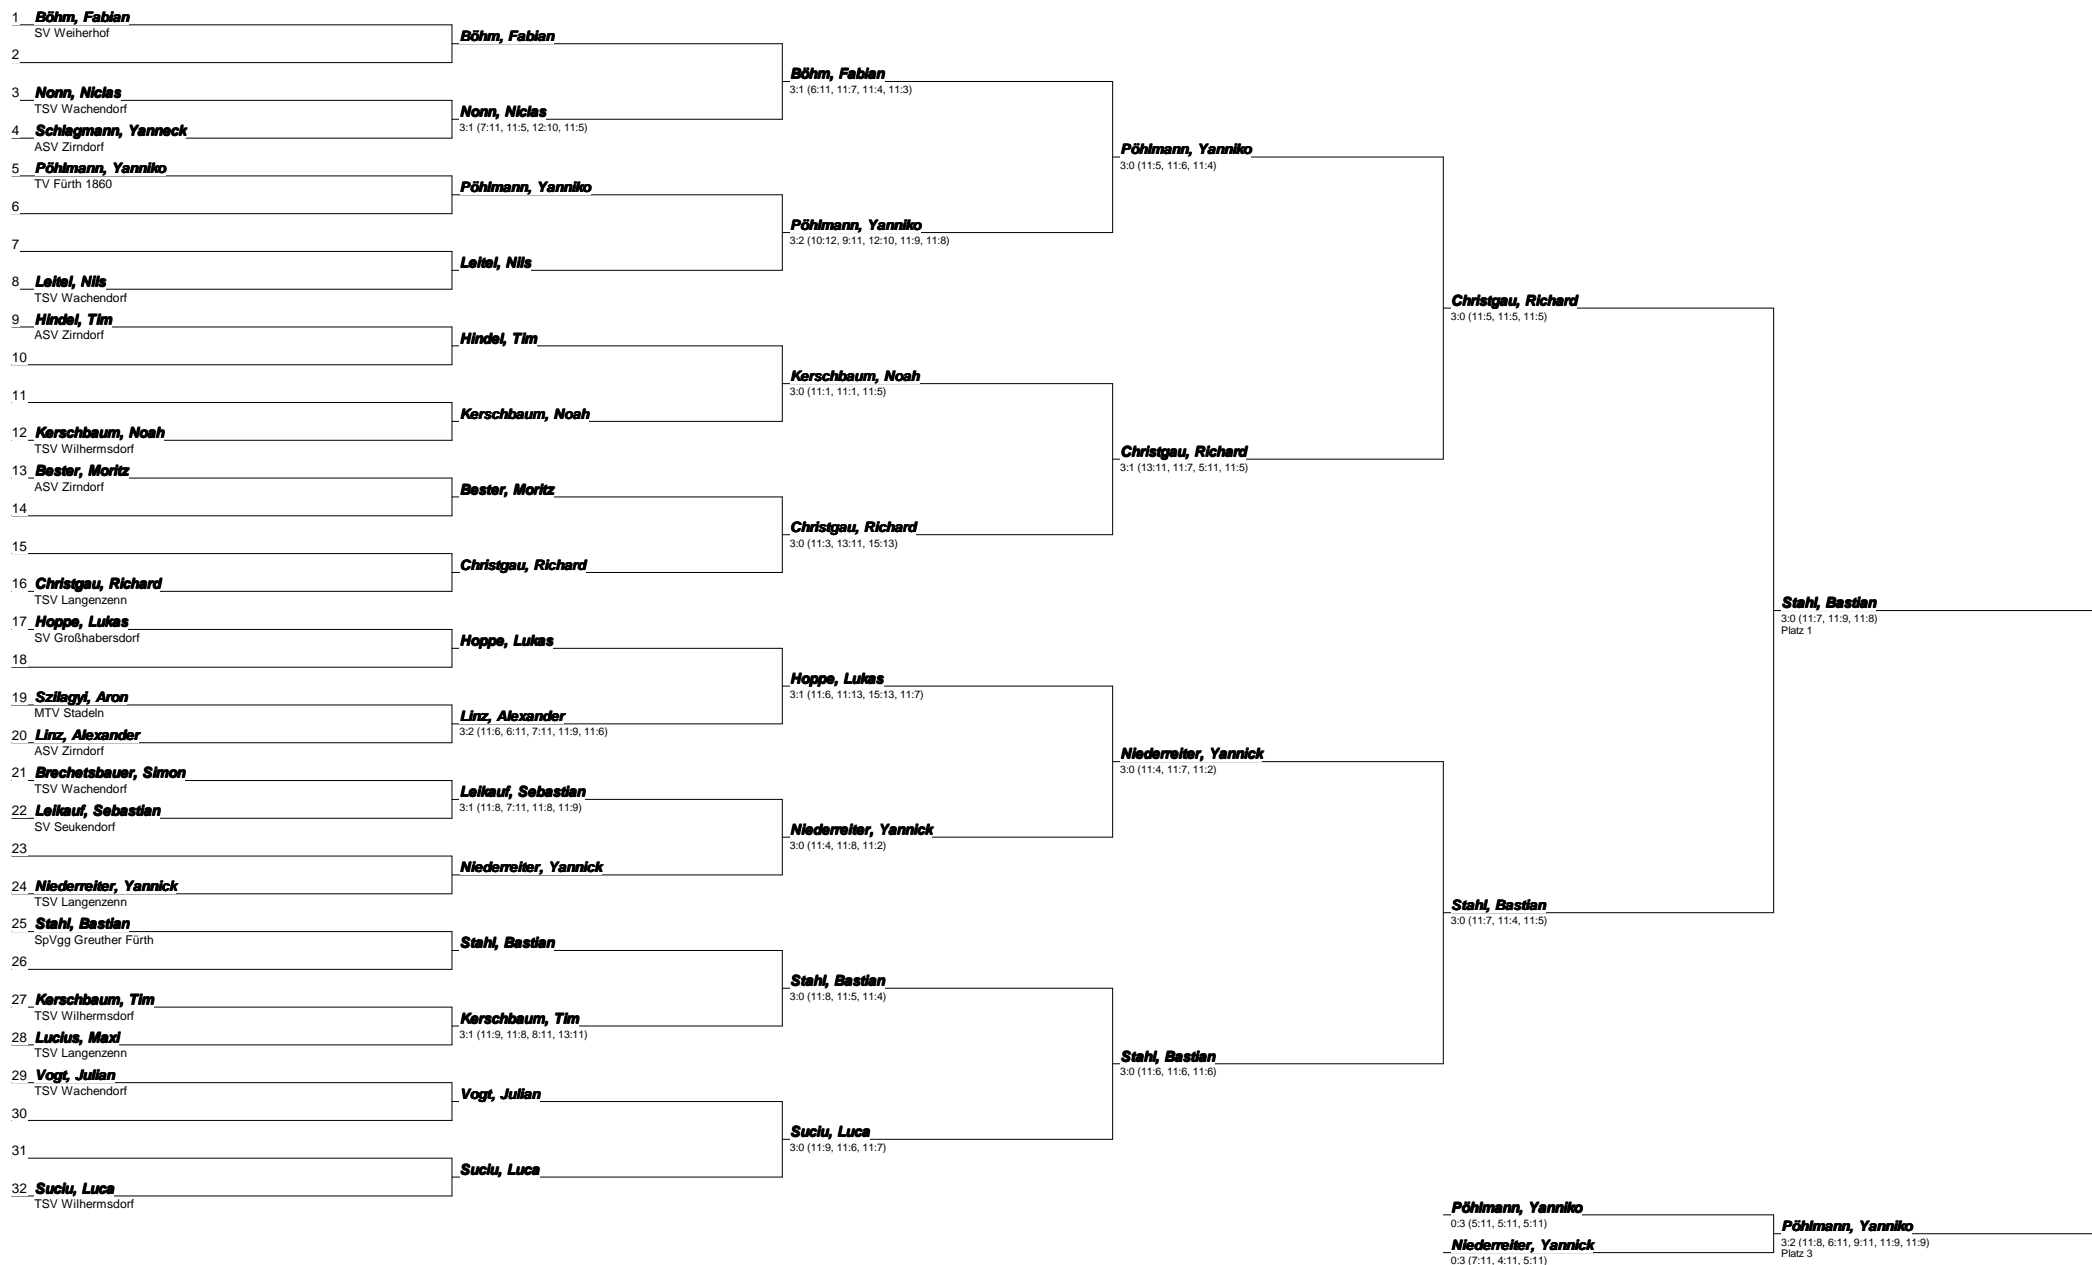 1 Böhm, Fabian
SV Weiherhof
2
3 Nonn, Niclas
TSV Wachendorf
4 Schlagmann, Yanneck
ASV Zirndorf
5 Pöhlmann, Yanniko
TV Fürth 1860
6
7
8 Leitel, Nils
TSV Wachendorf
9 Hindel, Tim
ASV Zirndorf
10
11
12 Kerschbaum, Noah
TSV Wilhermsdorf
13 Bester, Moritz
ASV Zirndorf
14
15
16 Christgau, Richard
TSV Langenzenn
17 Hoppe, Lukas
SV Großhabersdorf
18
19 Szilagyi, Aron
MTV Stadeln
20 Linz, Alexander
ASV Zirndorf
21 Brechetsbauer, Simon
TSV Wachendorf
22 Leikauf, Sebastian
SV Seukendorf
23
24 Niederreiter, Yannick
TSV Langenzenn
25 Stahl, Bastian
SpVgg Greuther Fürth
26
27 Kerschbaum, Tim
TSV Wilhermsdorf
28 Lucius, Maxi
TSV Langenzenn
29 Vogt, Julian
TSV Wachendorf
30
31
32 Suciu, Luca
TSV Wilhermsdorf
Böhm, Fabian
Nonn, Niclas
3:1 (7:11, 11:5, 12:10, 11:5)
Pöhlmann, Yanniko
Leitel, Nils
Hindel, Tim
Kerschbaum, Noah
Bester, Moritz
Christgau, Richard
Hoppe, Lukas
Linz, Alexander
3:2 (11:6, 6:11, 7:11, 11:9, 11:6)
Leikauf, Sebastian
3:1 (11:8, 7:11, 11:8, 11:9)
Niederreiter, Yannick
Stahl, Bastian
Kerschbaum, Tim
3:1 (11:9, 11:8, 8:11, 13:11)
Vogt, Julian
Suciu, Luca
Böhm, Fabian
3:1 (6:11, 11:7, 11:4, 11:3)
Pöhlmann, Yanniko
3:2 (10:12, 9:11, 12:10, 11:9, 11:8)
Kerschbaum, Noah
3:0 (11:1, 11:1, 11:5)
Christgau, Richard
3:0 (11:3, 13:11, 15:13)
Hoppe, Lukas
3:1 (11:6, 11:13, 15:13, 11:7)
Niederreiter, Yannick
3:0 (11:4, 11:8, 11:2)
Stahl, Bastian
3:0 (11:8, 11:5, 11:4)
Suciu, Luca
3:0 (11:9, 11:6, 11:7)
Pöhlmann, Yanniko
3:0 (11:5, 11:6, 11:4)
Christgau, Richard
3:1 (13:11, 11:7, 5:11, 11:5)
Niederreiter, Yannick
3:0 (11:4, 11:7, 11:2)
Stahl, Bastian
3:0 (11:6, 11:6, 11:6)
Christgau, Richard
3:0 (11:5, 11:5, 11:5)
Stahl, Bastian
3:0 (11:7, 11:4, 11:5)
Stahl, Bastian
3:0 (11:7, 11:9, 11:8)
Platz 1
Pöhlmann, Yanniko
0:3 (5:11, 5:11, 5:11)
Niederreiter, Yannick
0:3 (7:11, 4:11, 5:11)
Pöhlmann, Yanniko
3:2 (11:8, 6:11, 9:11, 11:9, 11:9)
Platz 3